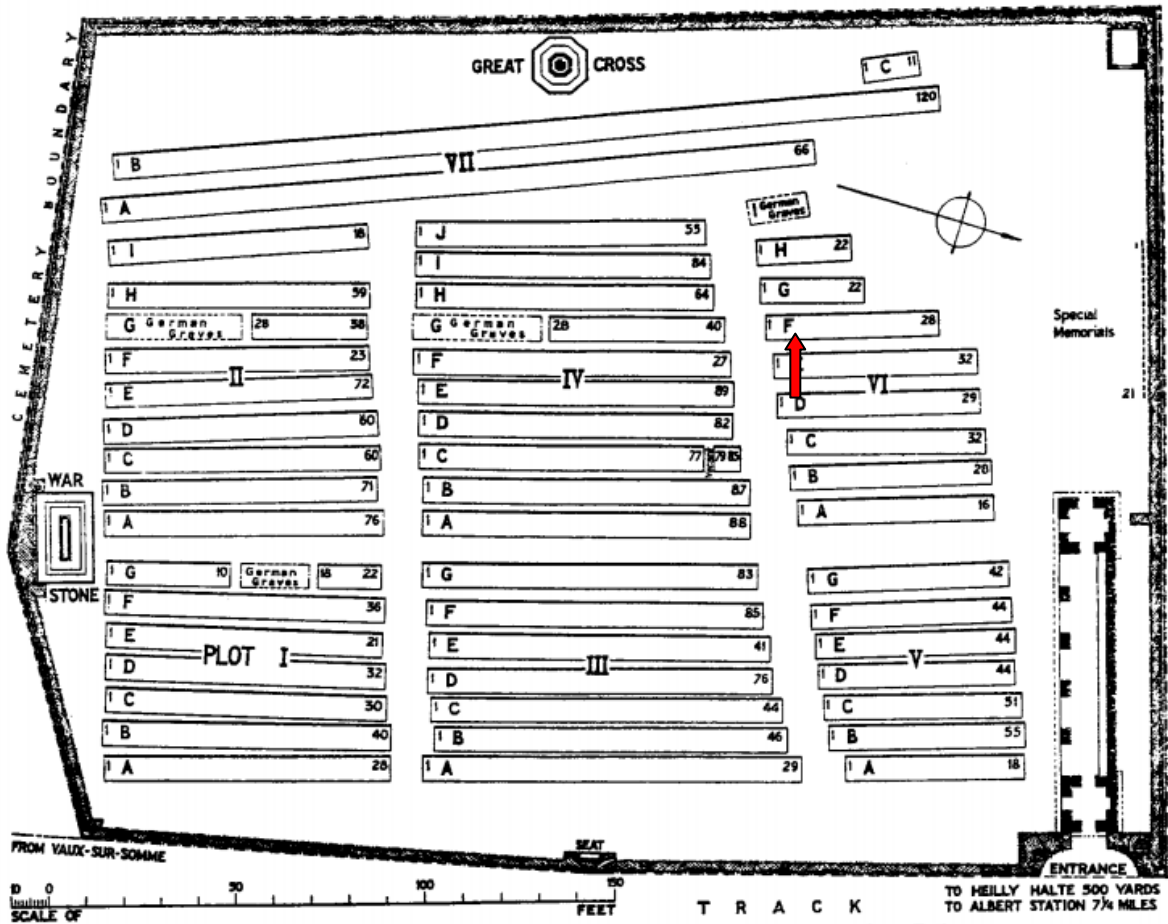 GREAT CROSS
1 C 11
1 B 120
VII
1 A 66
CEMETERY BOUNDARY
1 German Graves
1 I 18
1 J 53
1 I 84
1 H 22
1 H 59
1 H 64
1 G 22
G German Graves 28 38
G German Graves 28 40
1 F 28
Special
Memorials
1
21
1 F 23
1 F 27
1 32
II
IV
VI
1 E 72
1 E 89
1 D 29
1 D 60
1 D 82
1 C 32
1 C 60
1 C 77 79 85
1 B 20
1 B 71
1 B 87
1 A 16
1 A 76
1 A 88
WAR
STONE
1 G 10 German Graves 18 22
1 G 83
1 G 42
1 F 36
1 F 85
1 F 44
1 E 21
1 E 41
1 E 44
PLOT I
III
V
1 D 32
1 D 76
1 D 44
1 C 30
1 C 44
1 C 51
1 B 40
1 B 46
1 B 55
1 A 28
1 A 29
1 A 18
FROM VAUX-SUR-SOMME
SEAT
ENTRANCE
10 0 50 100 150
SCALE OF FEET
TRACK
TO HEILLY HALTE 500 YARDS
TO ALBERT STATION 7¼ MILES